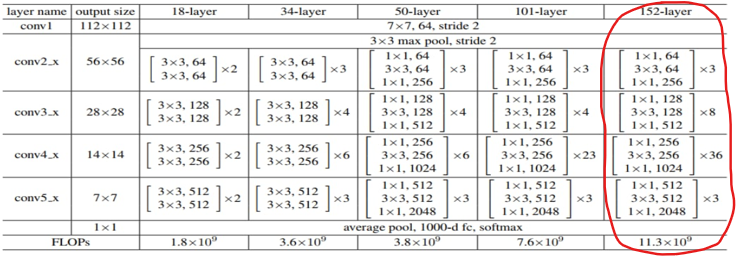 layer name output size 18-layer 34-layer 50-layer 101-layer 152-layer
conv1 112×112 7×7, 64, stride 2
3×3 max pool, stride 2
conv2_x 56×56 [3×3, 64 3×3, 64]×2 [3×3, 64 3×3, 64]×3 [1×1, 64 3×3, 64 1×1, 256]×3 [1×1, 64 3×3, 64 1×1, 256]×3 [1×1, 64 3×3, 64 1×1, 256]×3
conv3_x 28×28 [3×3, 128 3×3, 128]×2 [3×3, 128 3×3, 128]×4 [1×1, 128 3×3, 128 1×1, 512]×4 [1×1, 128 3×3, 128 1×1, 512]×4 [1×1, 128 3×3, 128 1×1, 512]×8
conv4_x 14×14 [3×3, 256 3×3, 256]×2 [3×3, 256 3×3, 256]×6 [1×1, 256 3×3, 256 1×1, 1024]×6 [1×1, 256 3×3, 256 1×1, 1024]×23 [1×1, 256 3×3, 256 1×1, 1024]×36
conv5_x 7×7 [3×3, 512 3×3, 512]×2 [3×3, 512 3×3, 512]×3 [1×1, 512 3×3, 512 1×1, 2048]×3 [1×1, 512 3×3, 512 1×1, 2048]×3 [1×1, 512 3×3, 512 1×1, 2048]×3
1×1 average pool, 1000-d fc, softmax
FLOPs 1.8×10⁹ 3.6×10⁹ 3.8×10⁹ 7.6×10⁹ 11.3×10⁹